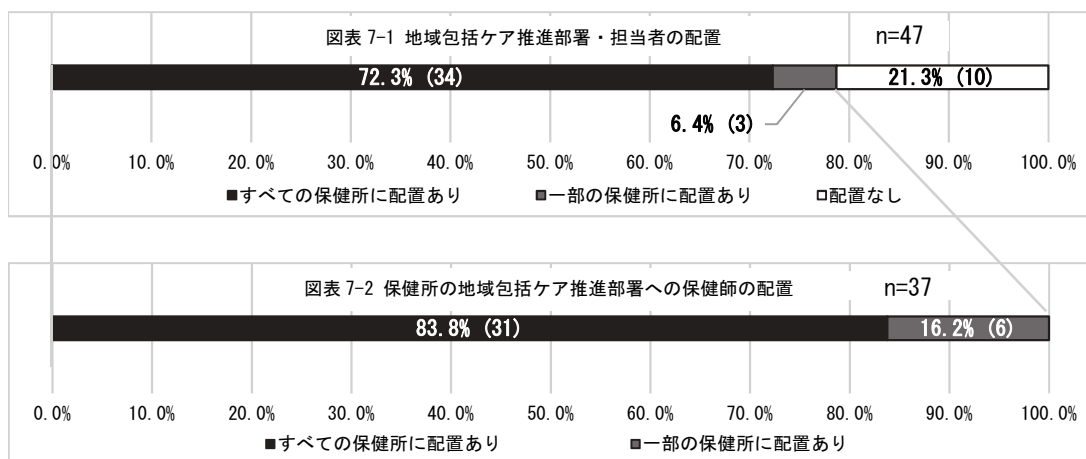 図表 7-1 地域包括ケア推進部署・担当者の配置 n=47
72.3% (34) 21.3% (10)
6.4% (3)
0.0% 10.0% 20.0% 30.0% 40.0% 50.0% 60.0% 70.0% 80.0% 90.0% 100.0%
■すべての保健所に配置あり ■一部の保健所に配置あり □配置なし
図表 7-2 保健所の地域包括ケア推進部署への保健師の配置 n=37
83.8% (31) 16.2% (6)
0.0% 10.0% 20.0% 30.0% 40.0% 50.0% 60.0% 70.0% 80.0% 90.0% 100.0%
■すべての保健所に配置あり ■一部の保健所に配置あり